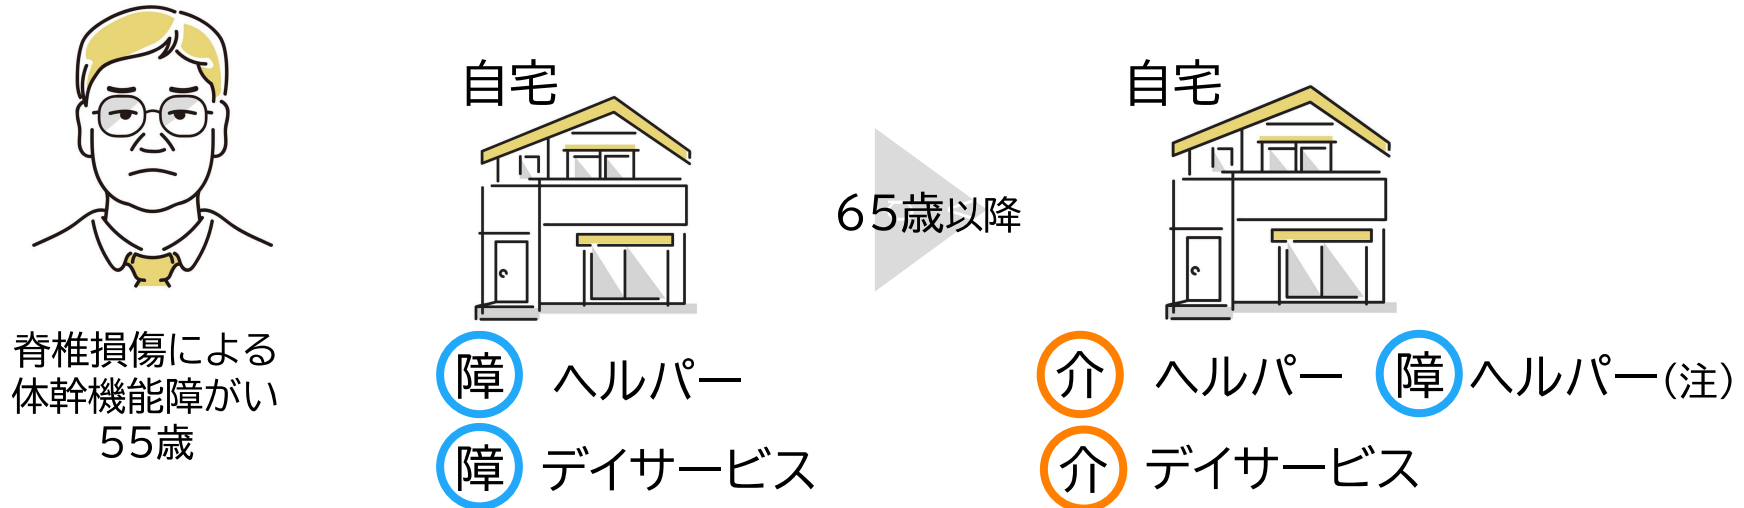 自宅
自宅
65歳以降
脊椎損傷による
体幹機能障がい
55歳
障 ヘルパー
障 デイサービス
介 ヘルパー 障 ヘルパー(注)
介 デイサービス